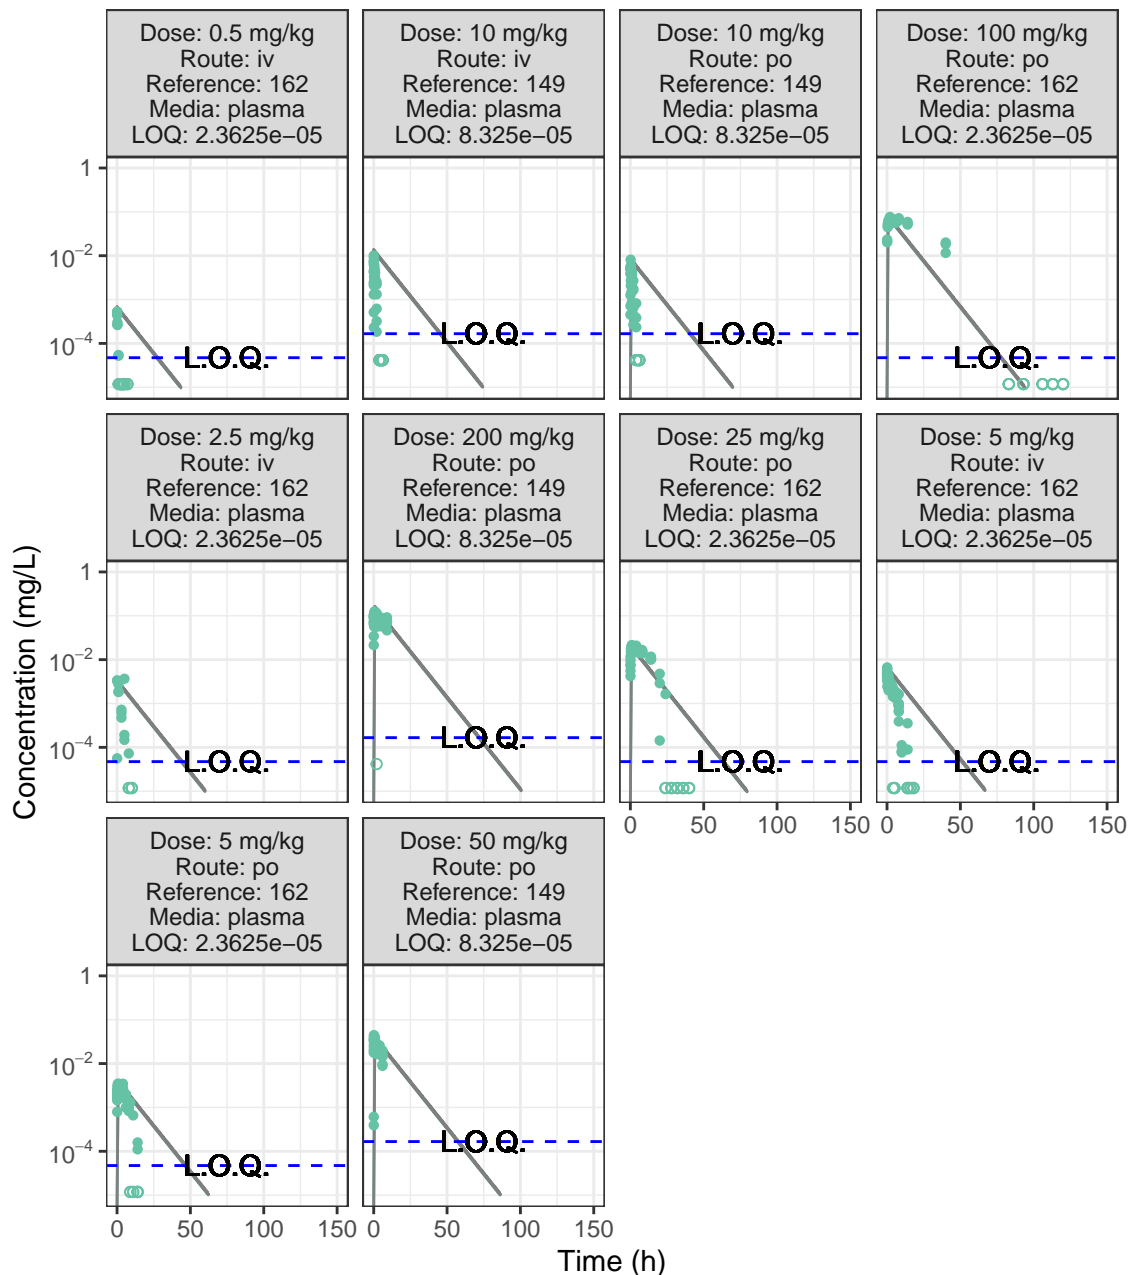 Dose: 0.5 mg/kg
Route: iv
Reference: 162
Media: plasma
LOQ: 2.3625e−05
Dose: 10 mg/kg
Route: iv
Reference: 149
Media: plasma
LOQ: 8.325e−05
Dose: 10 mg/kg
Route: po
Reference: 149
Media: plasma
LOQ: 8.325e−05
Dose: 100 mg/kg
Route: po
Reference: 162
Media: plasma
LOQ: 2.3625e−05
1
10⁻²
10⁻⁴
L.O.Q.
L.O.Q.
L.O.Q.
L.O.Q.
Dose: 2.5 mg/kg
Route: iv
Reference: 162
Media: plasma
LOQ: 2.3625e−05
Dose: 200 mg/kg
Route: po
Reference: 149
Media: plasma
LOQ: 8.325e−05
Dose: 25 mg/kg
Route: po
Reference: 162
Media: plasma
LOQ: 2.3625e−05
Dose: 5 mg/kg
Route: iv
Reference: 162
Media: plasma
LOQ: 2.3625e−05
Concentration (mg/L)
1
10⁻²
10⁻⁴
L.O.Q.
L.O.Q.
L.O.Q.
L.O.Q.
0 50 100 150
0 50 100 150
Dose: 5 mg/kg
Route: po
Reference: 162
Media: plasma
LOQ: 2.3625e−05
Dose: 50 mg/kg
Route: po
Reference: 149
Media: plasma
LOQ: 8.325e−05
1
10⁻²
10⁻⁴
L.O.Q.
L.O.Q.
0 50 100 150
0 50 100 150
Time (h)